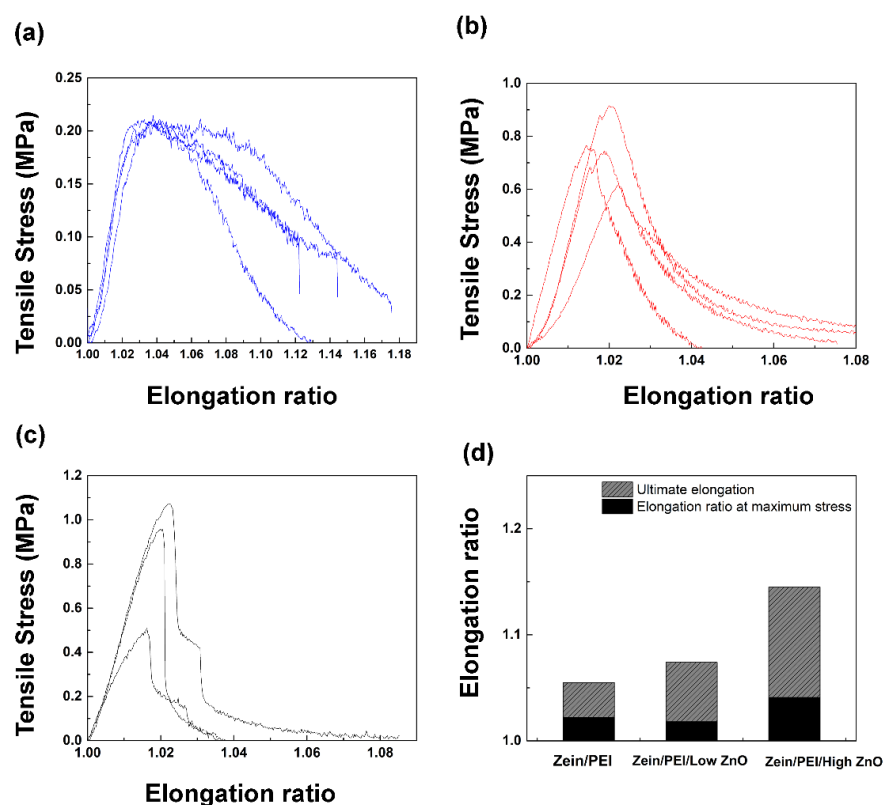 (a)
Tensile Stress (MPa)
0.25
0.20
0.15
0.10
0.05
0.00
1.00 1.02 1.04 1.06 1.08 1.10 1.12 1.14 1.16 1.18
Elongation ratio
(b)
Tensile Stress (MPa)
1.0
0.8
0.6
0.4
0.2
0.0
1.00 1.02 1.04 1.06 1.08
Elongation ratio
(c)
Tensile Stress (MPa)
1.2
1.0
0.8
0.6
0.4
0.2
0.0
1.00 1.02 1.04 1.06 1.08
Elongation ratio
(d)
Elongation ratio
Ultimate elongation
Elongation ratio at maximum stress
1.2
1.1
1.0
Zein/PEI Zein/PEI/Low ZnO Zein/PEI/High ZnO